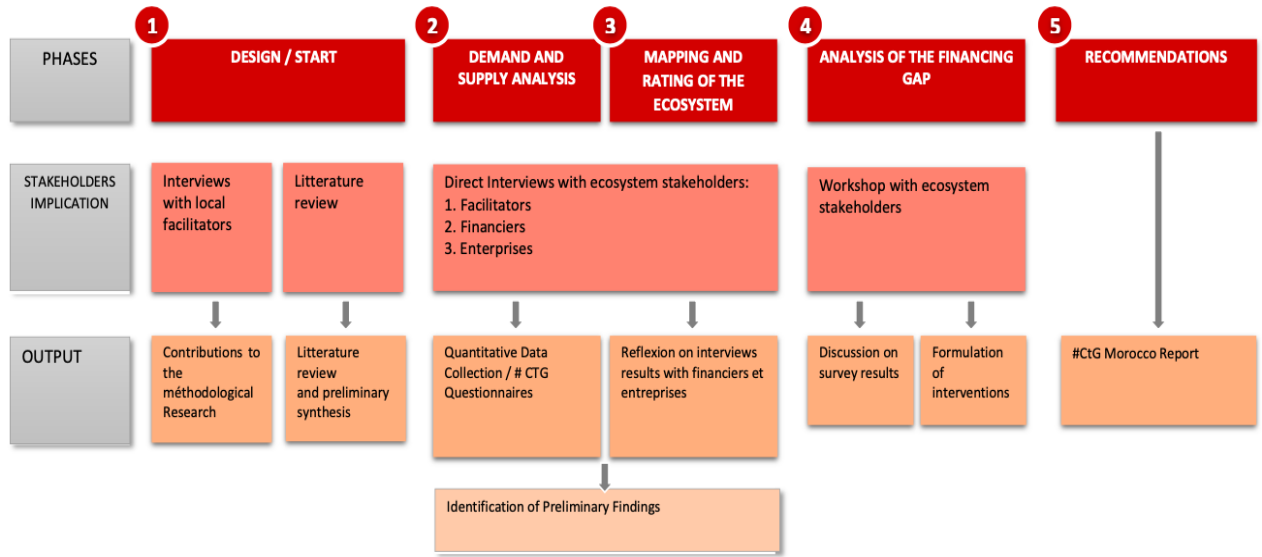 1
2
3
4
5
PHASES
DESIGN / START
DEMAND AND
SUPPLY ANALYSIS
MAPPING AND
RATING OF THE
ECOSYSTEM
ANALYSIS OF THE FINANCING
GAP
RECOMMENDATIONS
STAKEHOLDERS
IMPLICATION
Interviews
with local
facilitators
Litterature
review
Direct Interviews with ecosystem stakeholders:
1. Facilitators
2. Financiers
3. Enterprises
Workshop with ecosystem
stakeholders
OUTPUT
Contributions to
the
méthodological
Research
Litterature
review
and preliminary
synthesis
Quantitative Data
Collection / # CTG
Questionnaires
Reflexion on interviews
results with financiers et
entreprises
Discussion on
survey results
Formulation
of
interventions
#CtG Morocco Report
Identification of Preliminary Findings